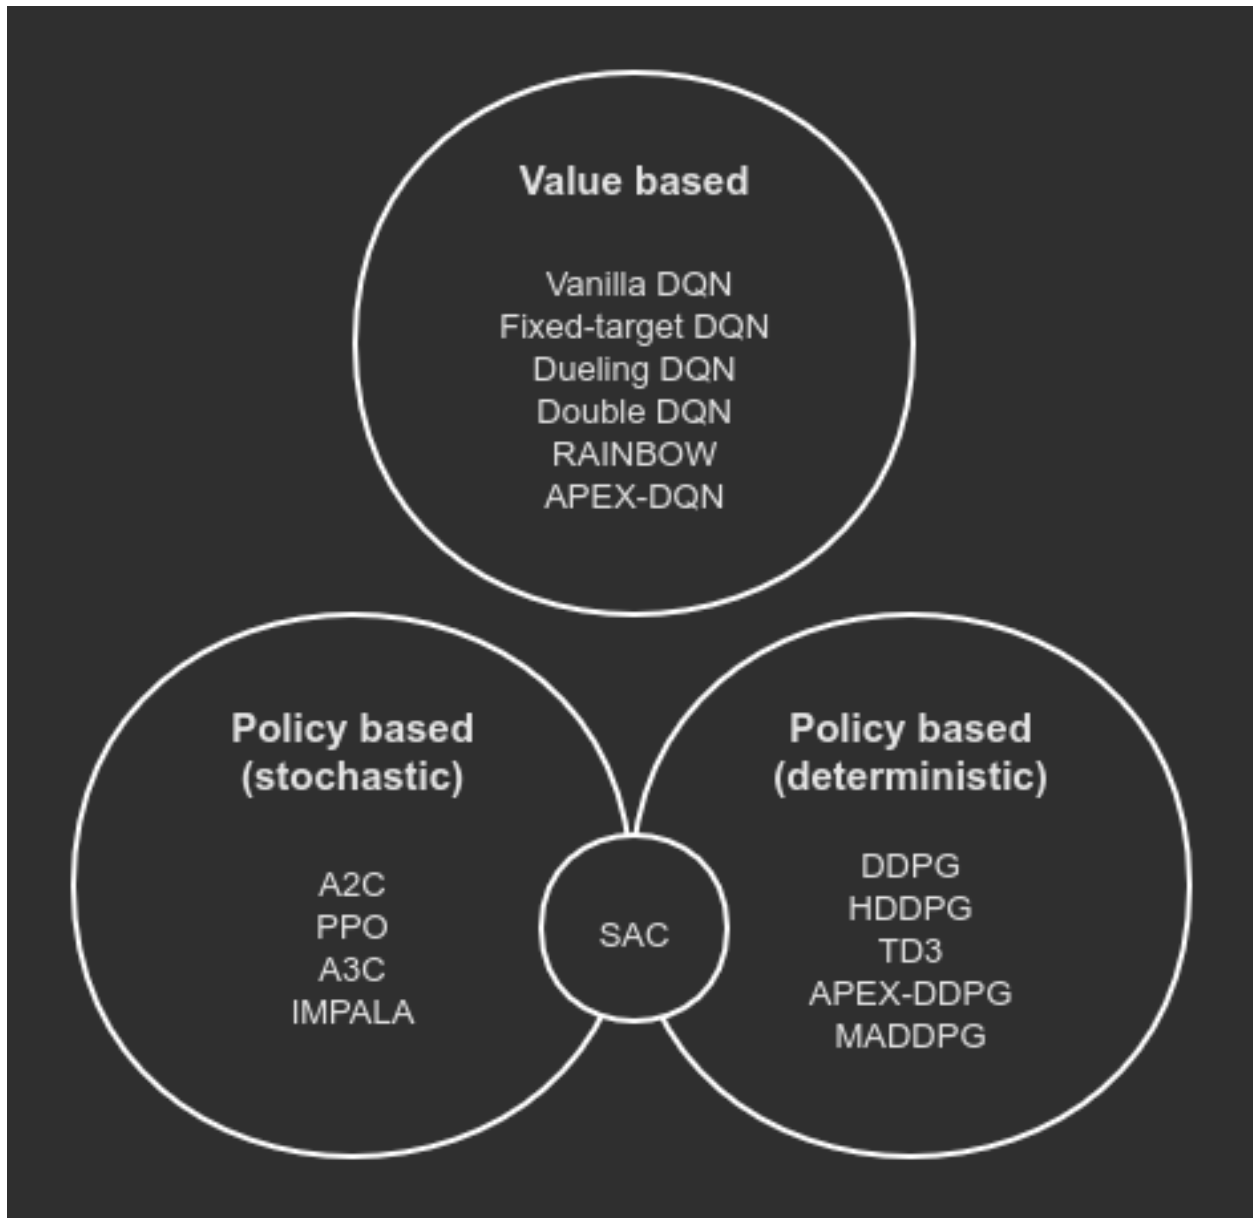 Value based
Vanilla DQN
Fixed-target DQN
Dueling DQN
Double DQN
RAINBOW
APEX-DQN
Policy based
(stochastic)
A2C
PPO
A3C
IMPALA
SAC
Policy based
(deterministic)
DDPG
HDDPG
TD3
APEX-DDPG
MADDPG